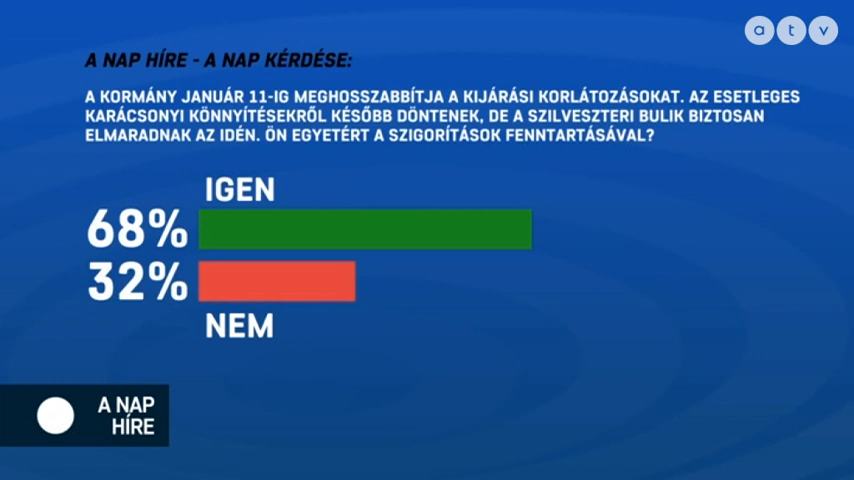 atv
A NAP HÍRE - A NAP KÉRDÉSE:
A KORMÁNY JANUÁR 11-IG MEGHOSSZABBÍTJA A KIJÁRÁSI KORLÁTOZÁSOKAT. AZ ESETLEGES
KARÁCSONYI KÖNNYÍTÉSEKRŐL KÉSŐBB DÖNTENEK, DE A SZILVESZTERI BULIK BIZTOSAN
ELMARADNAK AZ IDÉN. ÖN EGYETÉRT A SZIGORÍTÁSOK FENNTARTÁSÁVAL?
IGEN
68%
32%
NEM
A NAP
HÍRE